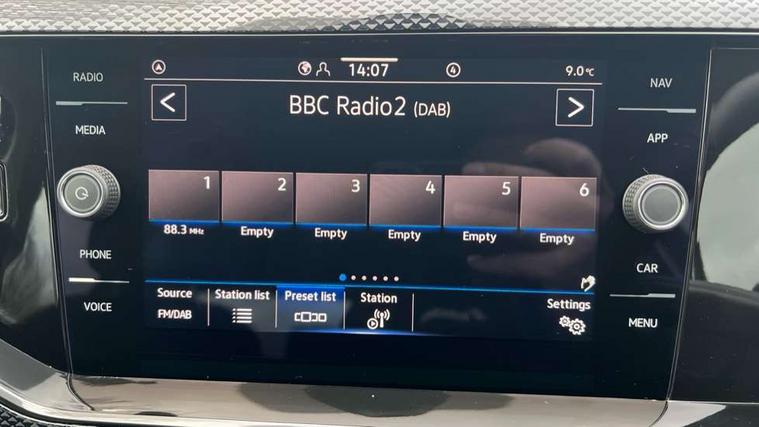 RADIO
MEDIA
PHONE
VOICE
14:07
4
9.0°C
BBC Radio2 (DAB)
1 2 3 4 5 6
88.3 MHz Empty Empty Empty Empty Empty
Source Station list Preset list Station Settings
FM/DAB
NAV
APP
CAR
MENU